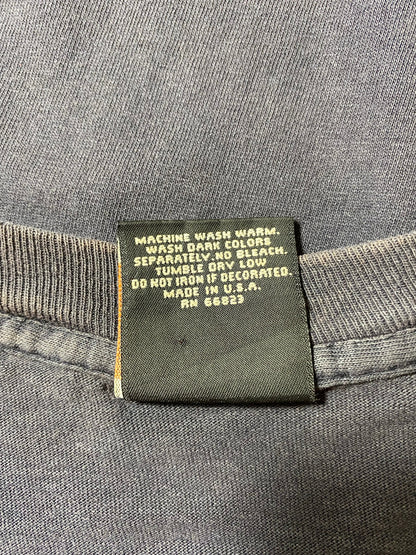 MACHINE WASH WARM.
WASH DARK COLORS
SEPARATELY. NO BLEACH.
TUMBLE DRY LOW
DO NOT IRON IF DECORATED.
MADE IN U.S.A.
RN 66823